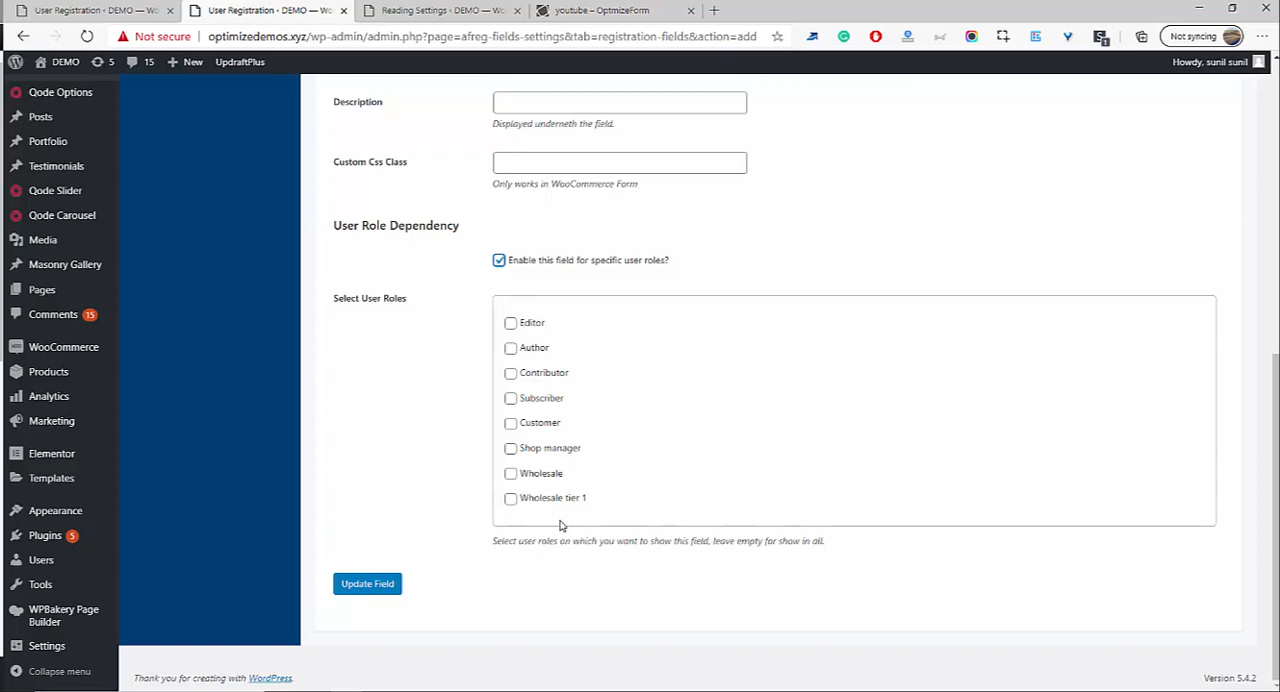 User Registration < DEMO — Wo
User Registration < DEMO — Wo
Reading Settings < DEMO — Wo
youtube – OptmizeForm
Not secure
optimizedemos.xyz/wp-admin/admin.php?page=afreg-fields-settings&tab=registration-fields&action=add
Not syncing
DEMO 5 15 New UpdraftPlus
Howdy, sunil sunil
Qode Options
Posts
Portfolio
Testimonials
Qode Slider
Qode Carousel
Media
Masonry Gallery
Pages
Comments 15
WooCommerce
Products
Analytics
Marketing
Elementor
Templates
Appearance
Plugins 5
Users
Tools
WPBakery Page
Builder
Settings
Collapse menu
Description
Displayed underneth the field.
Custom Css Class
Only works in WooCommerce Form
User Role Dependency
Enable this field for specific user roles?
Select User Roles
Editor
Author
Contributor
Subscriber
Customer
Shop manager
Wholesale
Wholesale tier 1
Select user roles on which you want to show this field, leave empty for show in all.
Update Field
Thank you for creating with WordPress.
Version 5.4.2